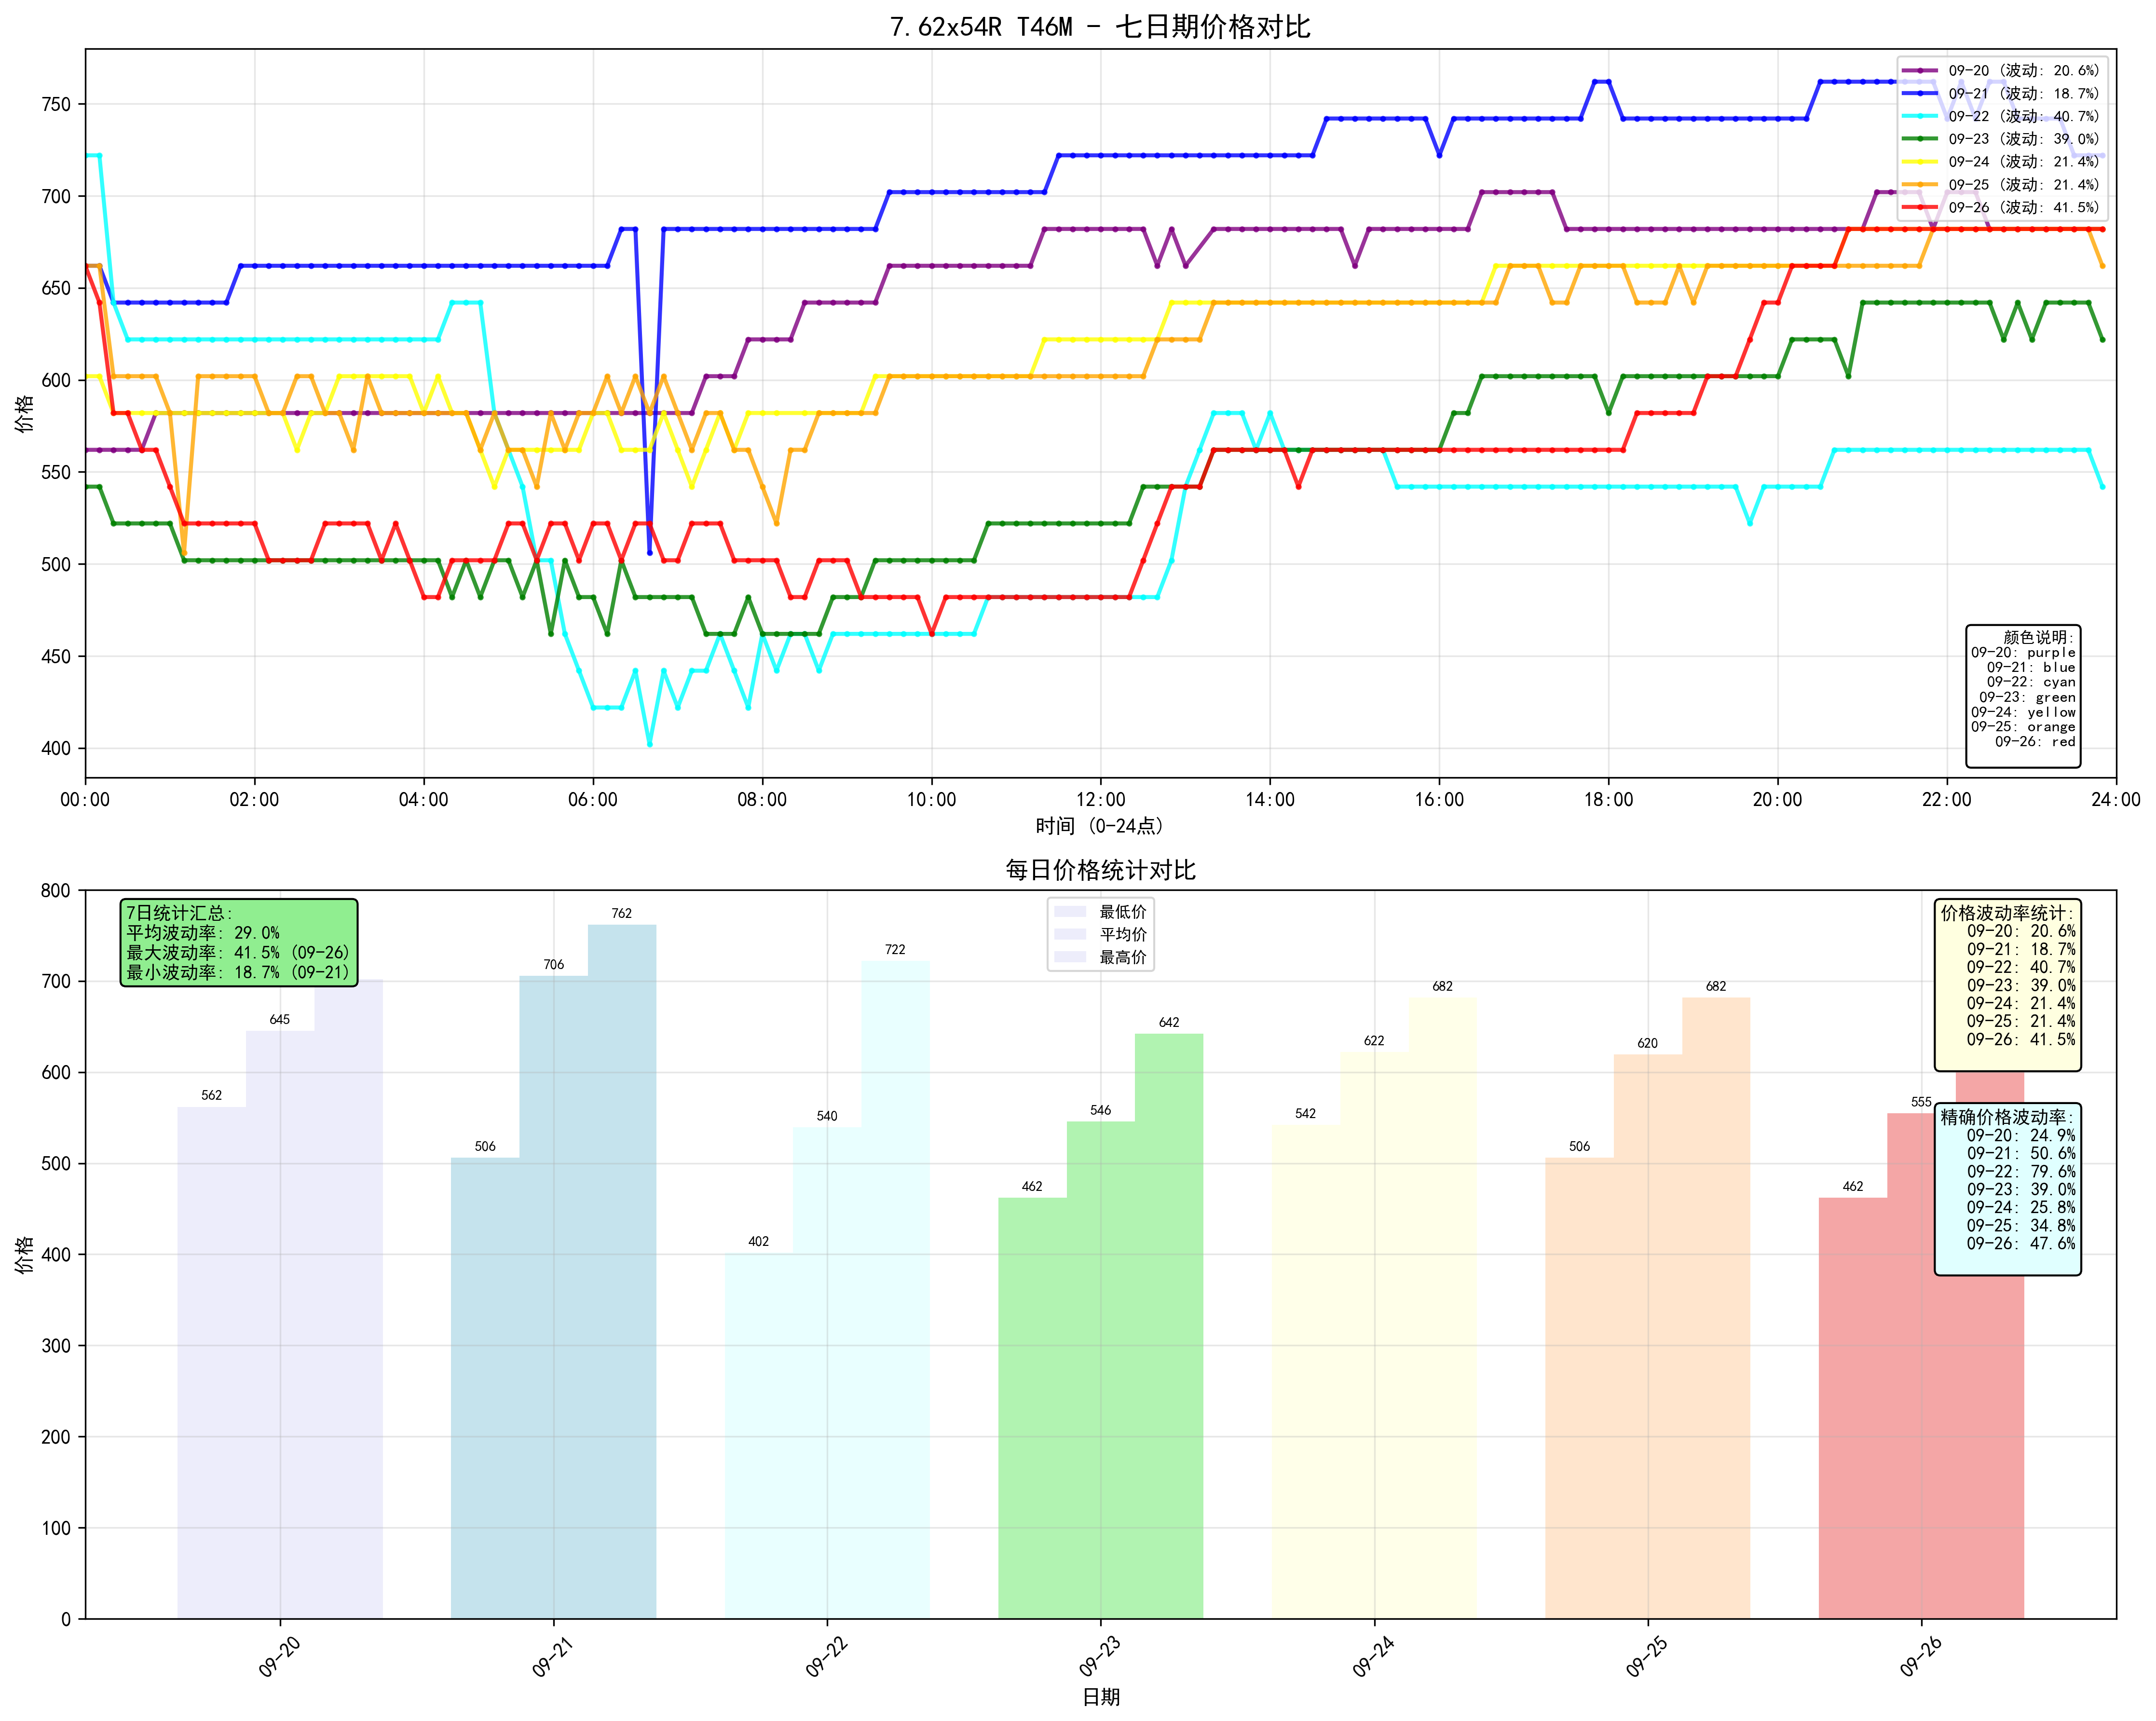 7.62x54R T46M - 七日期价格对比
价格
750
700
650
600
550
500
450
400
09-20 (波动: 20.6%)
09-21 (波动: 18.7%)
09-22 (波动: 40.7%)
09-23 (波动: 39.0%)
09-24 (波动: 21.4%)
09-25 (波动: 21.4%)
09-26 (波动: 41.5%)
颜色说明:
09-20: purple
09-21: blue
09-22: cyan
09-23: green
09-24: yellow
09-25: orange
09-26: red
00:00 02:00 04:00 06:00 08:00 10:00 12:00 14:00 16:00 18:00 20:00 22:00 24:00
时间 (0-24点)
每日价格统计对比
价格
800
700
600
500
400
300
200
100
0
7日统计汇总:
平均波动率: 29.0%
最大波动率: 41.5% (09-26)
最小波动率: 18.7% (09-21)
最低价
平均价
最高价
价格波动率统计:
09-20: 20.6%
09-21: 18.7%
09-22: 40.7%
09-23: 39.0%
09-24: 21.4%
09-25: 21.4%
09-26: 41.5%
精确价格波动率:
09-20: 24.9%
09-21: 50.6%
09-22: 79.6%
09-23: 39.0%
09-24: 25.8%
09-25: 34.8%
09-26: 47.6%
562 645
506 706 762
402 540 722
462 546 642
542 622 682
506 620 682
462 555
09-20 09-21 09-22 09-23 09-24 09-25 09-26
日期